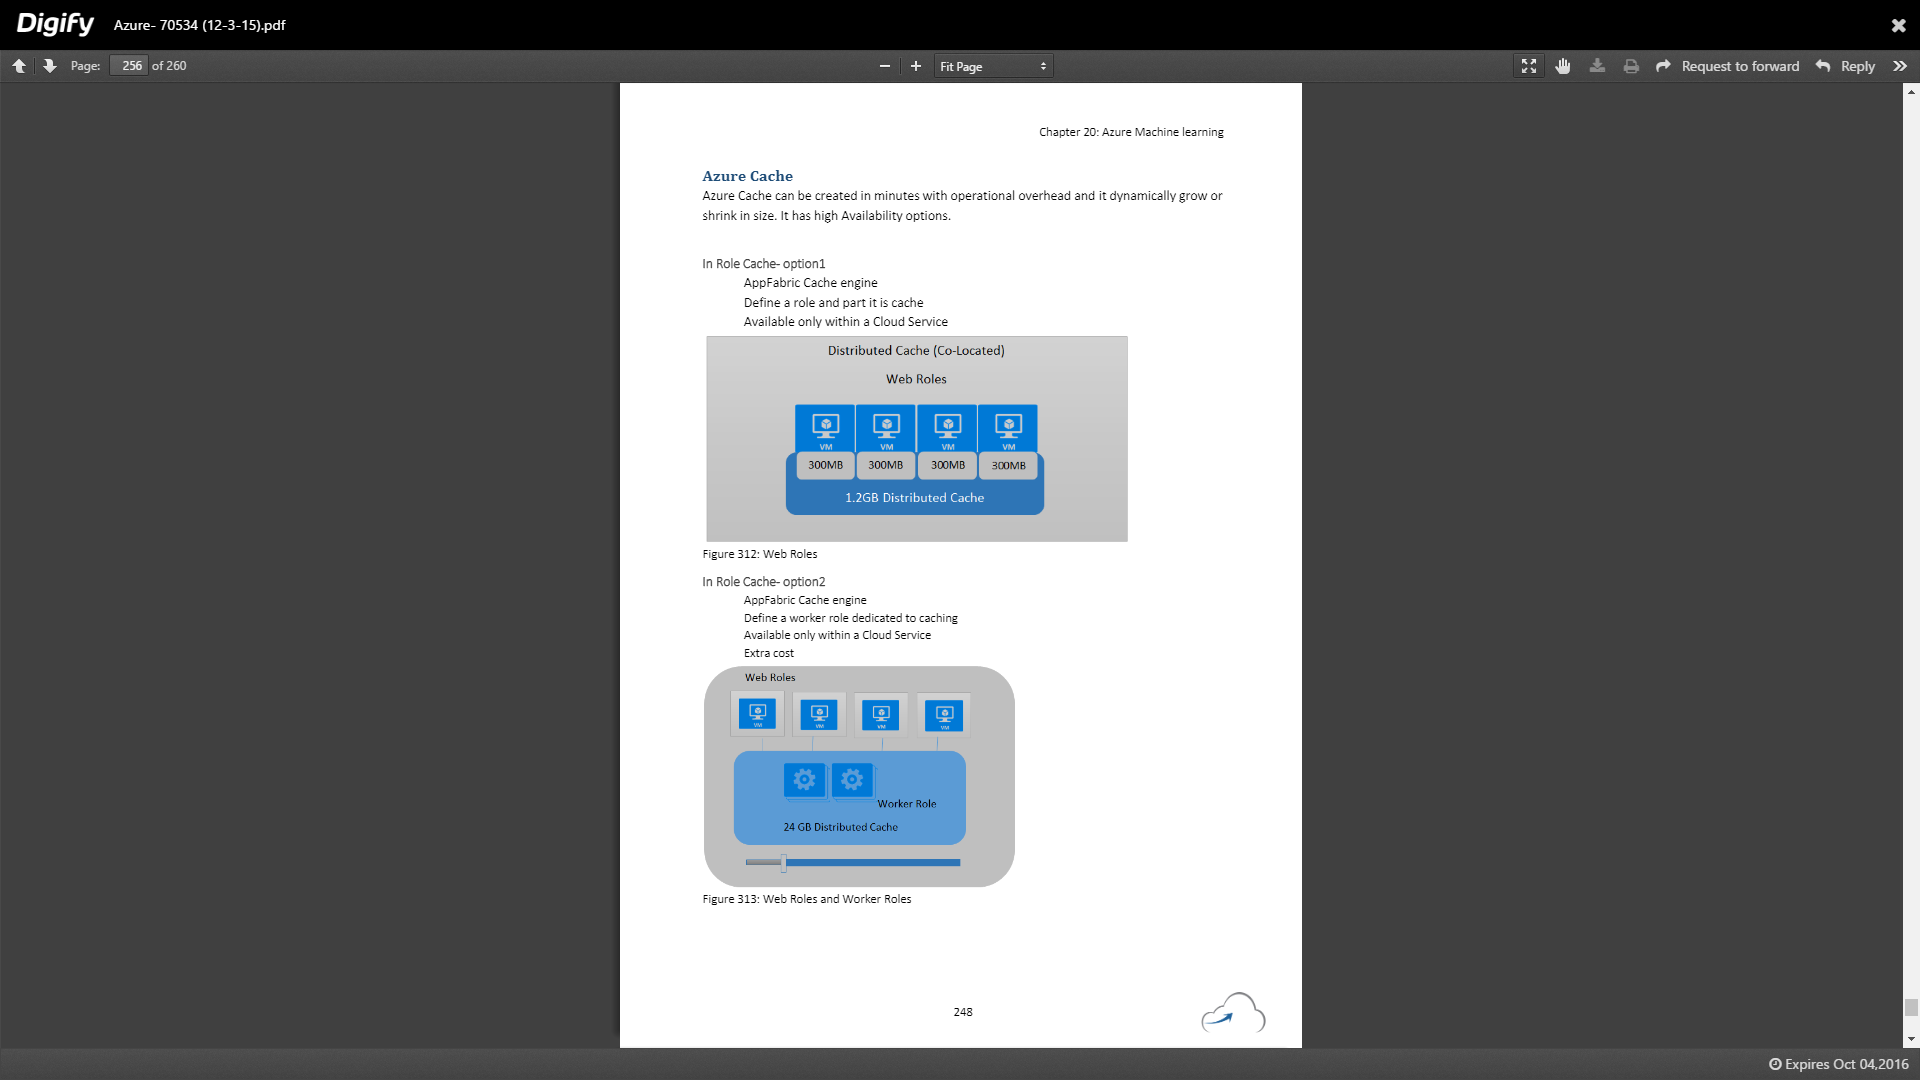 Digify Azure- 70534 (12-3-15).pdf
Page: 256 of 260 Fit Page Request to forward Reply
Chapter 20: Azure Machine learning
Azure Cache
Azure Cache can be created in minutes with operational overhead and it dynamically grow or
shrink in size. It has high Availability options.
In Role Cache- option1
AppFabric Cache engine
Define a role and part it is cache
Available only within a Cloud Service
Distributed Cache (Co-Located)
Web Roles
VM VM VM VM
300MB 300MB 300MB 300MB
1.2GB Distributed Cache
Figure 312: Web Roles
In Role Cache- option2
AppFabric Cache engine
Define a worker role dedicated to caching
Available only within a Cloud Service
Extra cost
Web Roles
VM VM VM VM
Worker Role
24 GB Distributed Cache
Figure 313: Web Roles and Worker Roles
248
Expires Oct 04,2016